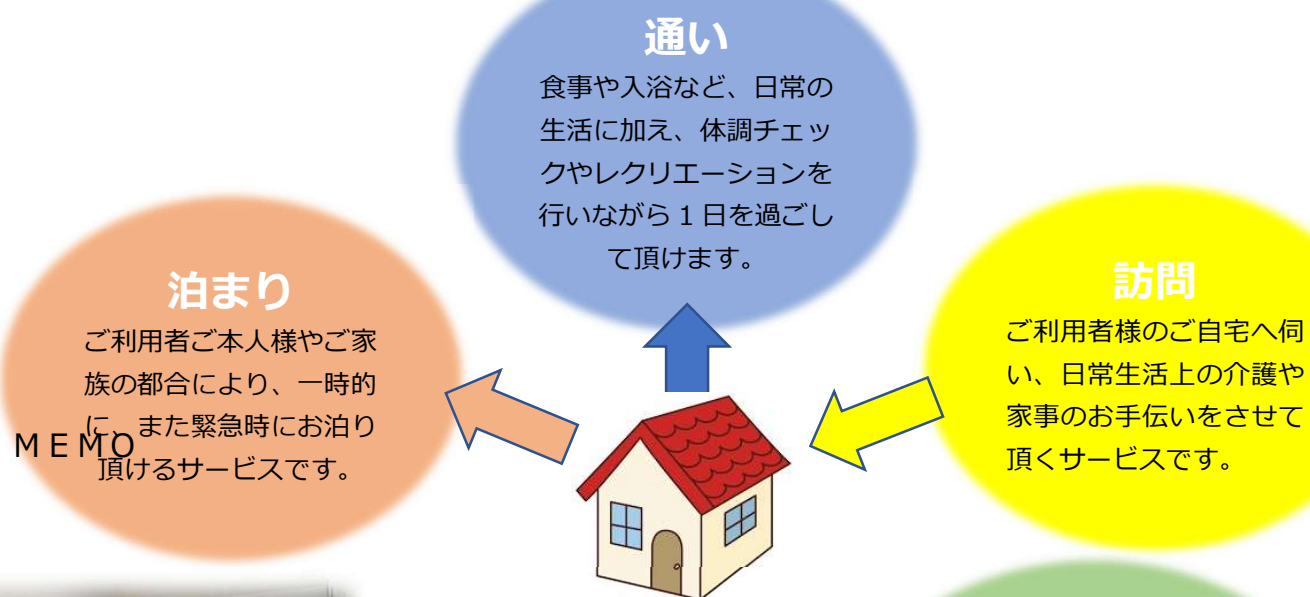 通い
食事や入浴など、日常の
生活に加え、体調チェッ
クやレクリエーションを
行いながら 1 日を過ごし
て頂けます。
泊まり
ご利用者ご本人様やご家
族の都合により、一時的
に、また緊急時にお泊り
頂けるサービスです。
ＭＥＭＯ
訪問
ご利用者様のご自宅へ伺
い、日常生活上の介護や
家事のお手伝いをさせて
頂くサービスです。